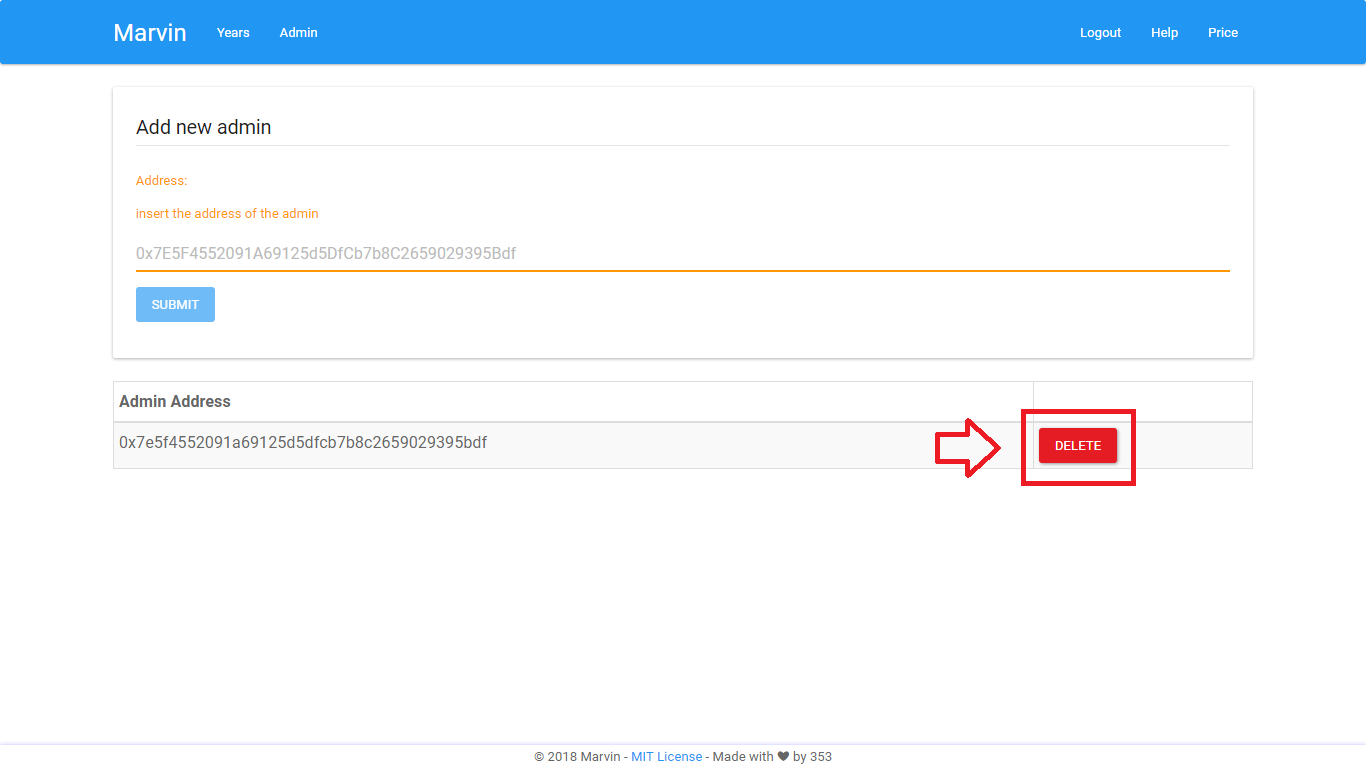 Marvin Years Admin Logout Help Price
Add new admin
Address:
insert the address of the admin
0x7E5F4552091A69125d5DfCb7b8C2659029395Bdf
SUBMIT
Admin Address
0x7e5f4552091a69125d5dfcb7b8c2659029395bdf DELETE
© 2018 Marvin - MIT License - Made with ♥ by 353